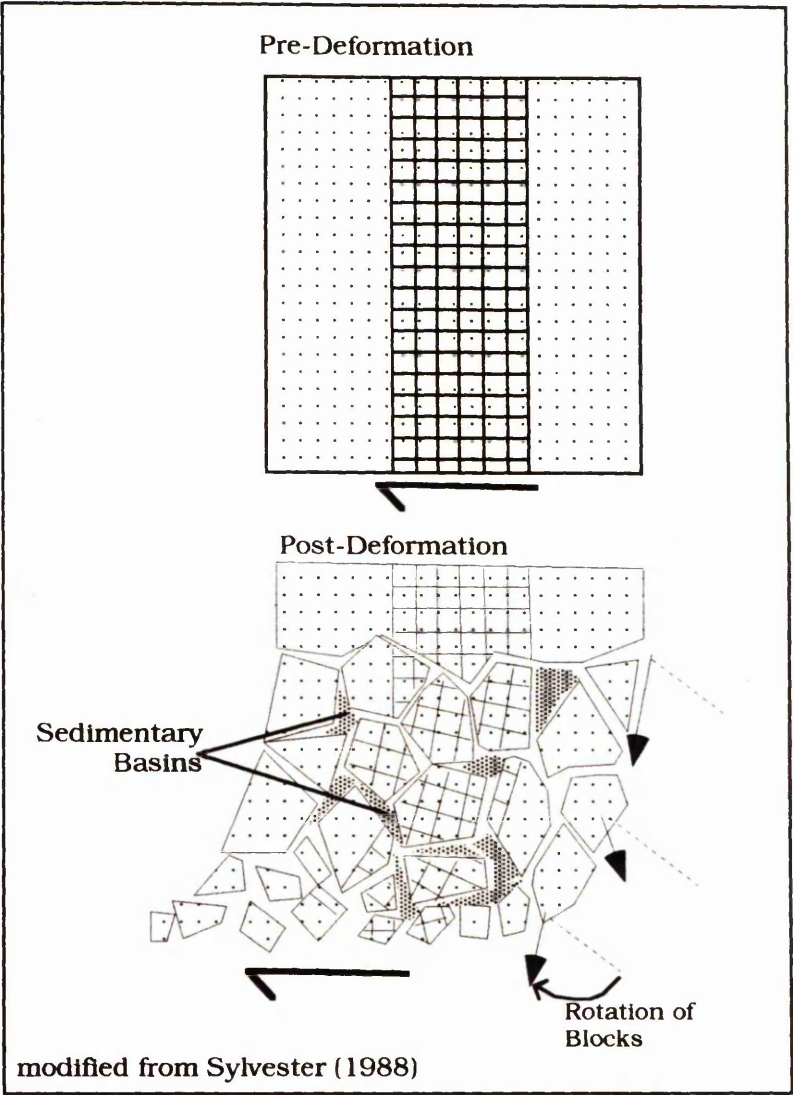 Pre-Deformation
Post-Deformation
Sedimentary
Basins
Rotation of
Blocks
modified from Sylvester (1988)